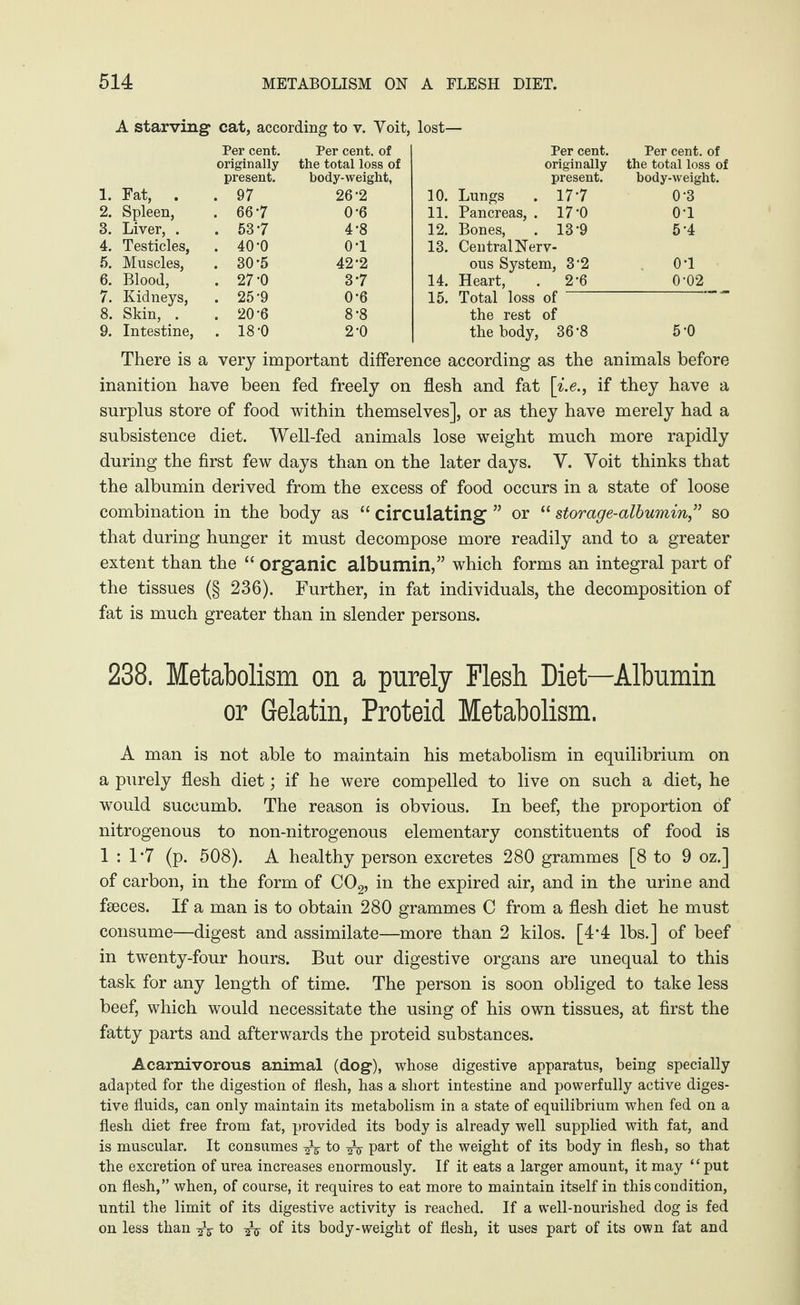 514 METABOLISM ON A FLESH DIET.
A starving cat, according to v. Voit, lost—
Per cent. originally present. Per cent. of the total loss of body-weight,
1. Fat, . . 97 26·2
2. Spleen, . 66·7 0·6
3. Liver, . . 53·7 4·8
4. Testicles, . 40·0 0·1
5. Muscles, . 30·5 42·2
6. Blood, . 27·0 3·7
7. Kidneys, . 25·9 0·6
8. Skin, . . 20·6 8·8
9. Intestine, . 18·0 2·0
Per cent. originally present. Per cent. of the total loss of body-weight.
10. Lungs . 17·7 0·3
11. Pancreas, . 17·0 0·1
12. Bones, . 13·9 5·4
13. Central Nerv-
ous System, 3·2 0·1
14. Heart, . 2·6 0·02
15. Total loss of
the rest of
the body, 36·8 5·0
There is a very important difference according as the animals before
inanition have been fed freely on flesh and fat [i.e., if they have a
surplus store of food within themselves], or as they have merely had a
subsistence diet. Well-fed animals lose weight much more rapidly
during the first few days than on the later days. V. Voit thinks that
the albumin derived from the excess of food occurs in a state of loose
combination in the body as “circulating” or “storage-albumin,” so
that during hunger it must decompose more readily and to a greater
extent than the “organic albumin,” which forms an integral part of
the tissues (§ 236). Further, in fat individuals, the decomposition of
fat is much greater than in slender persons.
238. Metabolism on a purely Flesh Diet—Albumin
or Gelatin, Proteid Metabolism.
A man is not able to maintain his metabolism in equilibrium on
a purely flesh diet; if he were compelled to live on such a diet, he
would succumb. The reason is obvious. In beef, the proportion of
nitrogenous to non-nitrogenous elementary constituents of food is
1 : 1·7 (p. 508). A healthy person excretes 280 grammes [8 to 9 oz.]
of carbon, in the form of CO₂, in the expired air, and in the urine and
fæces. If a man is to obtain 280 grammes C from a flesh diet he must
consume—digest and assimilate—more than 2 kilos. [4·4 lbs.] of beef
in twenty-four hours. But our digestive organs are unequal to this
task for any length of time. The person is soon obliged to take less
beef, which would necessitate the using of his own tissues, at first the
fatty parts and afterwards the proteid substances.
A carnivorous animal (dog), whose digestive apparatus, being specially
adapted for the digestion of flesh, has a short intestine and powerfully active diges-
tive fluids, can only maintain its metabolism in a state of equilibrium when fed on a
flesh diet free from fat, provided its body is already well supplied with fat, and
is muscular. It consumes 1/25 to 1/20 part of the weight of its body in flesh, so that
the excretion of urea increases enormously. If it eats a larger amount, it may “put
on flesh,” when, of course, it requires to eat more to maintain itself in this condition,
until the limit of its digestive activity is reached. If a well-nourished dog is fed
on less than 1/25 to 1/20 of its body-weight of flesh, it uses part of its own fat and